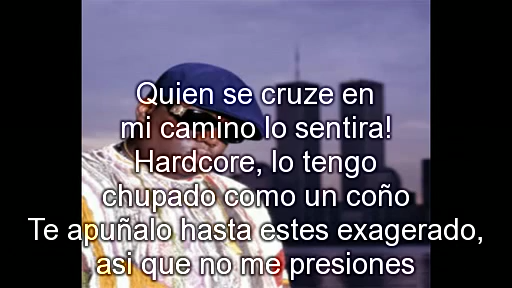 Quien se cruze en
mi camino lo sentira!
Hardcore, lo tengo
chupado como un coño
Te apuñalo hasta estes exagerado,
asi que no me presiones